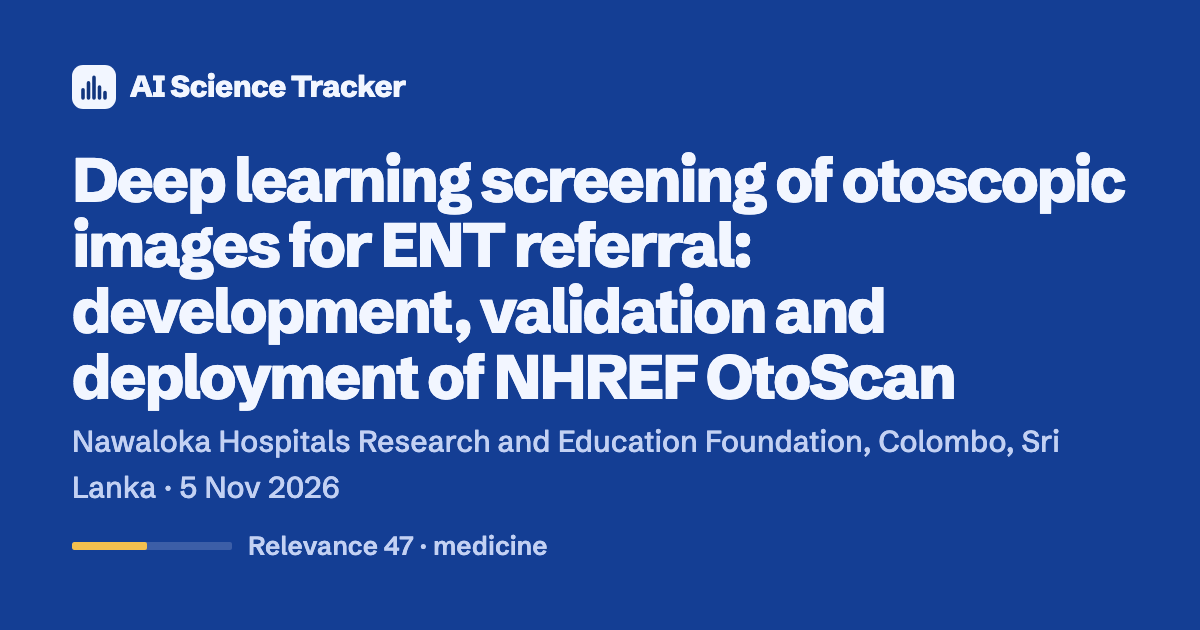 AI Science Tracker
Deep learning screening of otoscopic
images for ENT referral:
development, validation and
deployment of NHREF OtoScan
Nawaloka Hospitals Research and Education Foundation, Colombo, Sri
Lanka · 5 Nov 2026
Relevance 47 · medicine